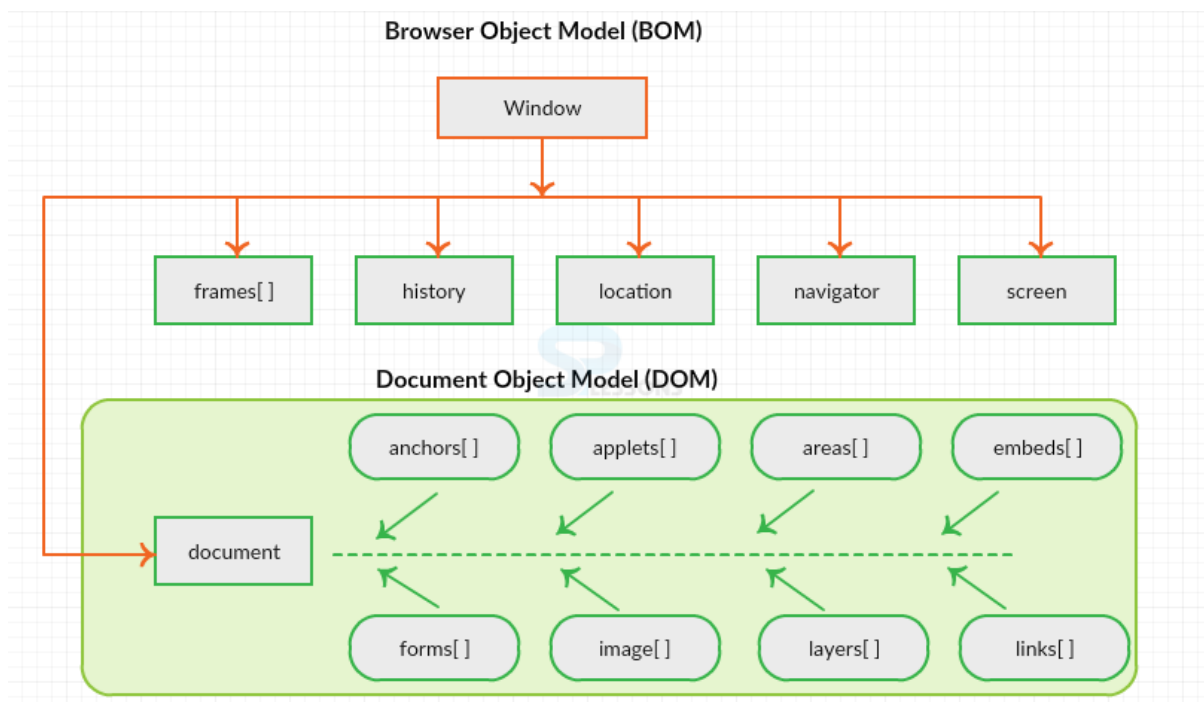 Browser Object Model (BOM)
Window
frames[ ]
history
location
navigator
screen
Document Object Model (DOM)
LESSONS
anchors[ ]
applets[ ]
areas[ ]
embeds[ ]
document
forms[ ]
image[ ]
layers[ ]
links[ ]